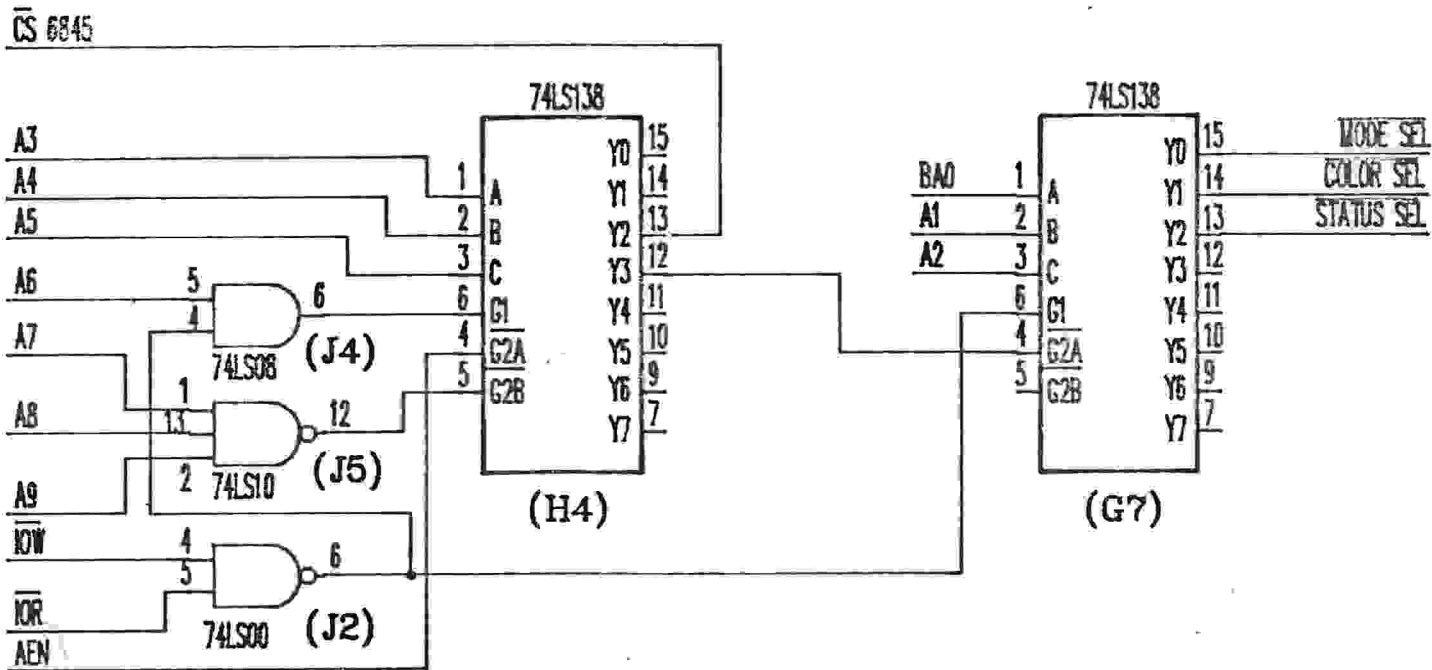 CS 6845
74LS138
74LS138
A3
A4
A5
A6
A7
A8
A9
IOW
IOR
AEN
5
4
6
(J4)
74LS08
1
13
2
12
(J5)
74LS10
4
5
6
(J2)
74LS00
1 A
2 B
3 C
6 G1
4 G2A
5 G2B
Y0 15
Y1 14
Y2 13
Y3 12
Y4 11
Y5 10
Y6 9
Y7 7
(H4)
BA0 1 A
A1 2 B
A2 3 C
6 G1
4 G2A
5 G2B
Y0 15 MODE SEL
Y1 14 COLOR SEL
Y2 13 STATUS SEL
Y3 12
Y4 11
Y5 10
Y6 9
Y7 7
(G7)